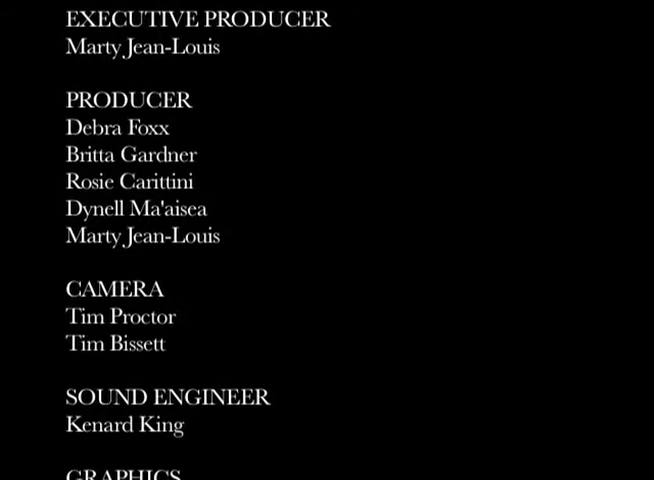 EXECUTIVE PRODUCER
Marty Jean-Louis
PRODUCER
Debra Foxx
Britta Gardner
Rosie Carittini
Dynell Ma'aisea
Marty Jean-Louis
CAMERA
Tim Proctor
Tim Bissett
SOUND ENGINEER
Kenard King
GRAPHICS